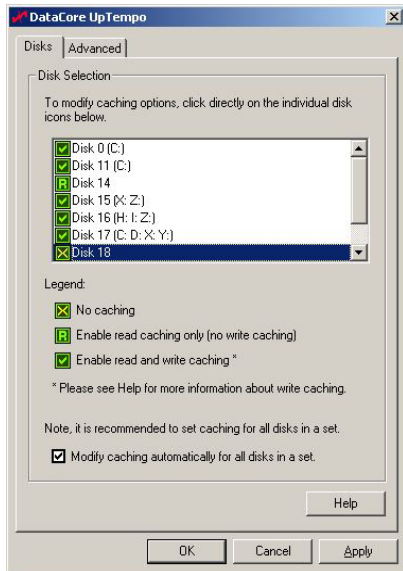 DataCore UpTempo
Disks Advanced
Disk Selection
To modify caching options, click directly on the individual disk
icons below.
Disk 0 (C:)
Disk 11 (C:)
R Disk 14
Disk 15 (X: Z:)
Disk 16 (H: I: Z:)
Disk 17 (C: D: X: Y:)
Disk 18
Legend:
No caching
R Enable read caching only (no write caching)
Enable read and write caching *
* Please see Help for more information about write caching.
Note, it is recommended to set caching for all disks in a set.
Modify caching automatically for all disks in a set.
Help
OK Cancel Apply